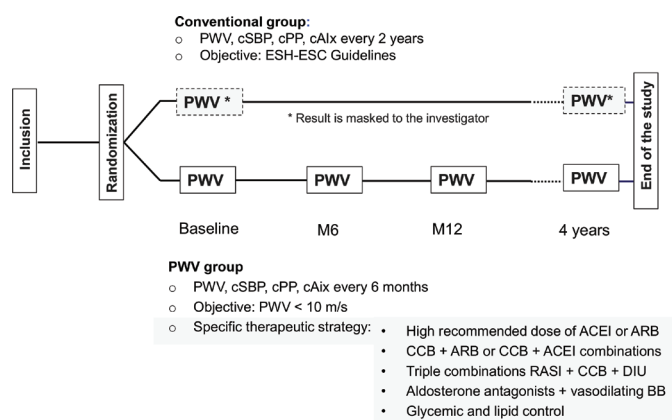 Conventional group:
○ PWV, cSBP, cPP, cAIx every 2 years
○ Objective: ESH-ESC Guidelines
Inclusion
Randomization
PWV *
PWV*
End of the study
* Result is masked to the investigator
PWV
PWV
PWV
PWV
Baseline
M6
M12
4 years
PWV group
○ PWV, cSBP, cPP, cAix every 6 months
○ Objective: PWV < 10 m/s
○ Specific therapeutic strategy:
• High recommended dose of ACEI or ARB
• CCB + ARB or CCB + ACEI combinations
• Triple combinations RASI + CCB + DIU
• Aldosterone antagonists + vasodilating BB
• Glycemic and lipid control